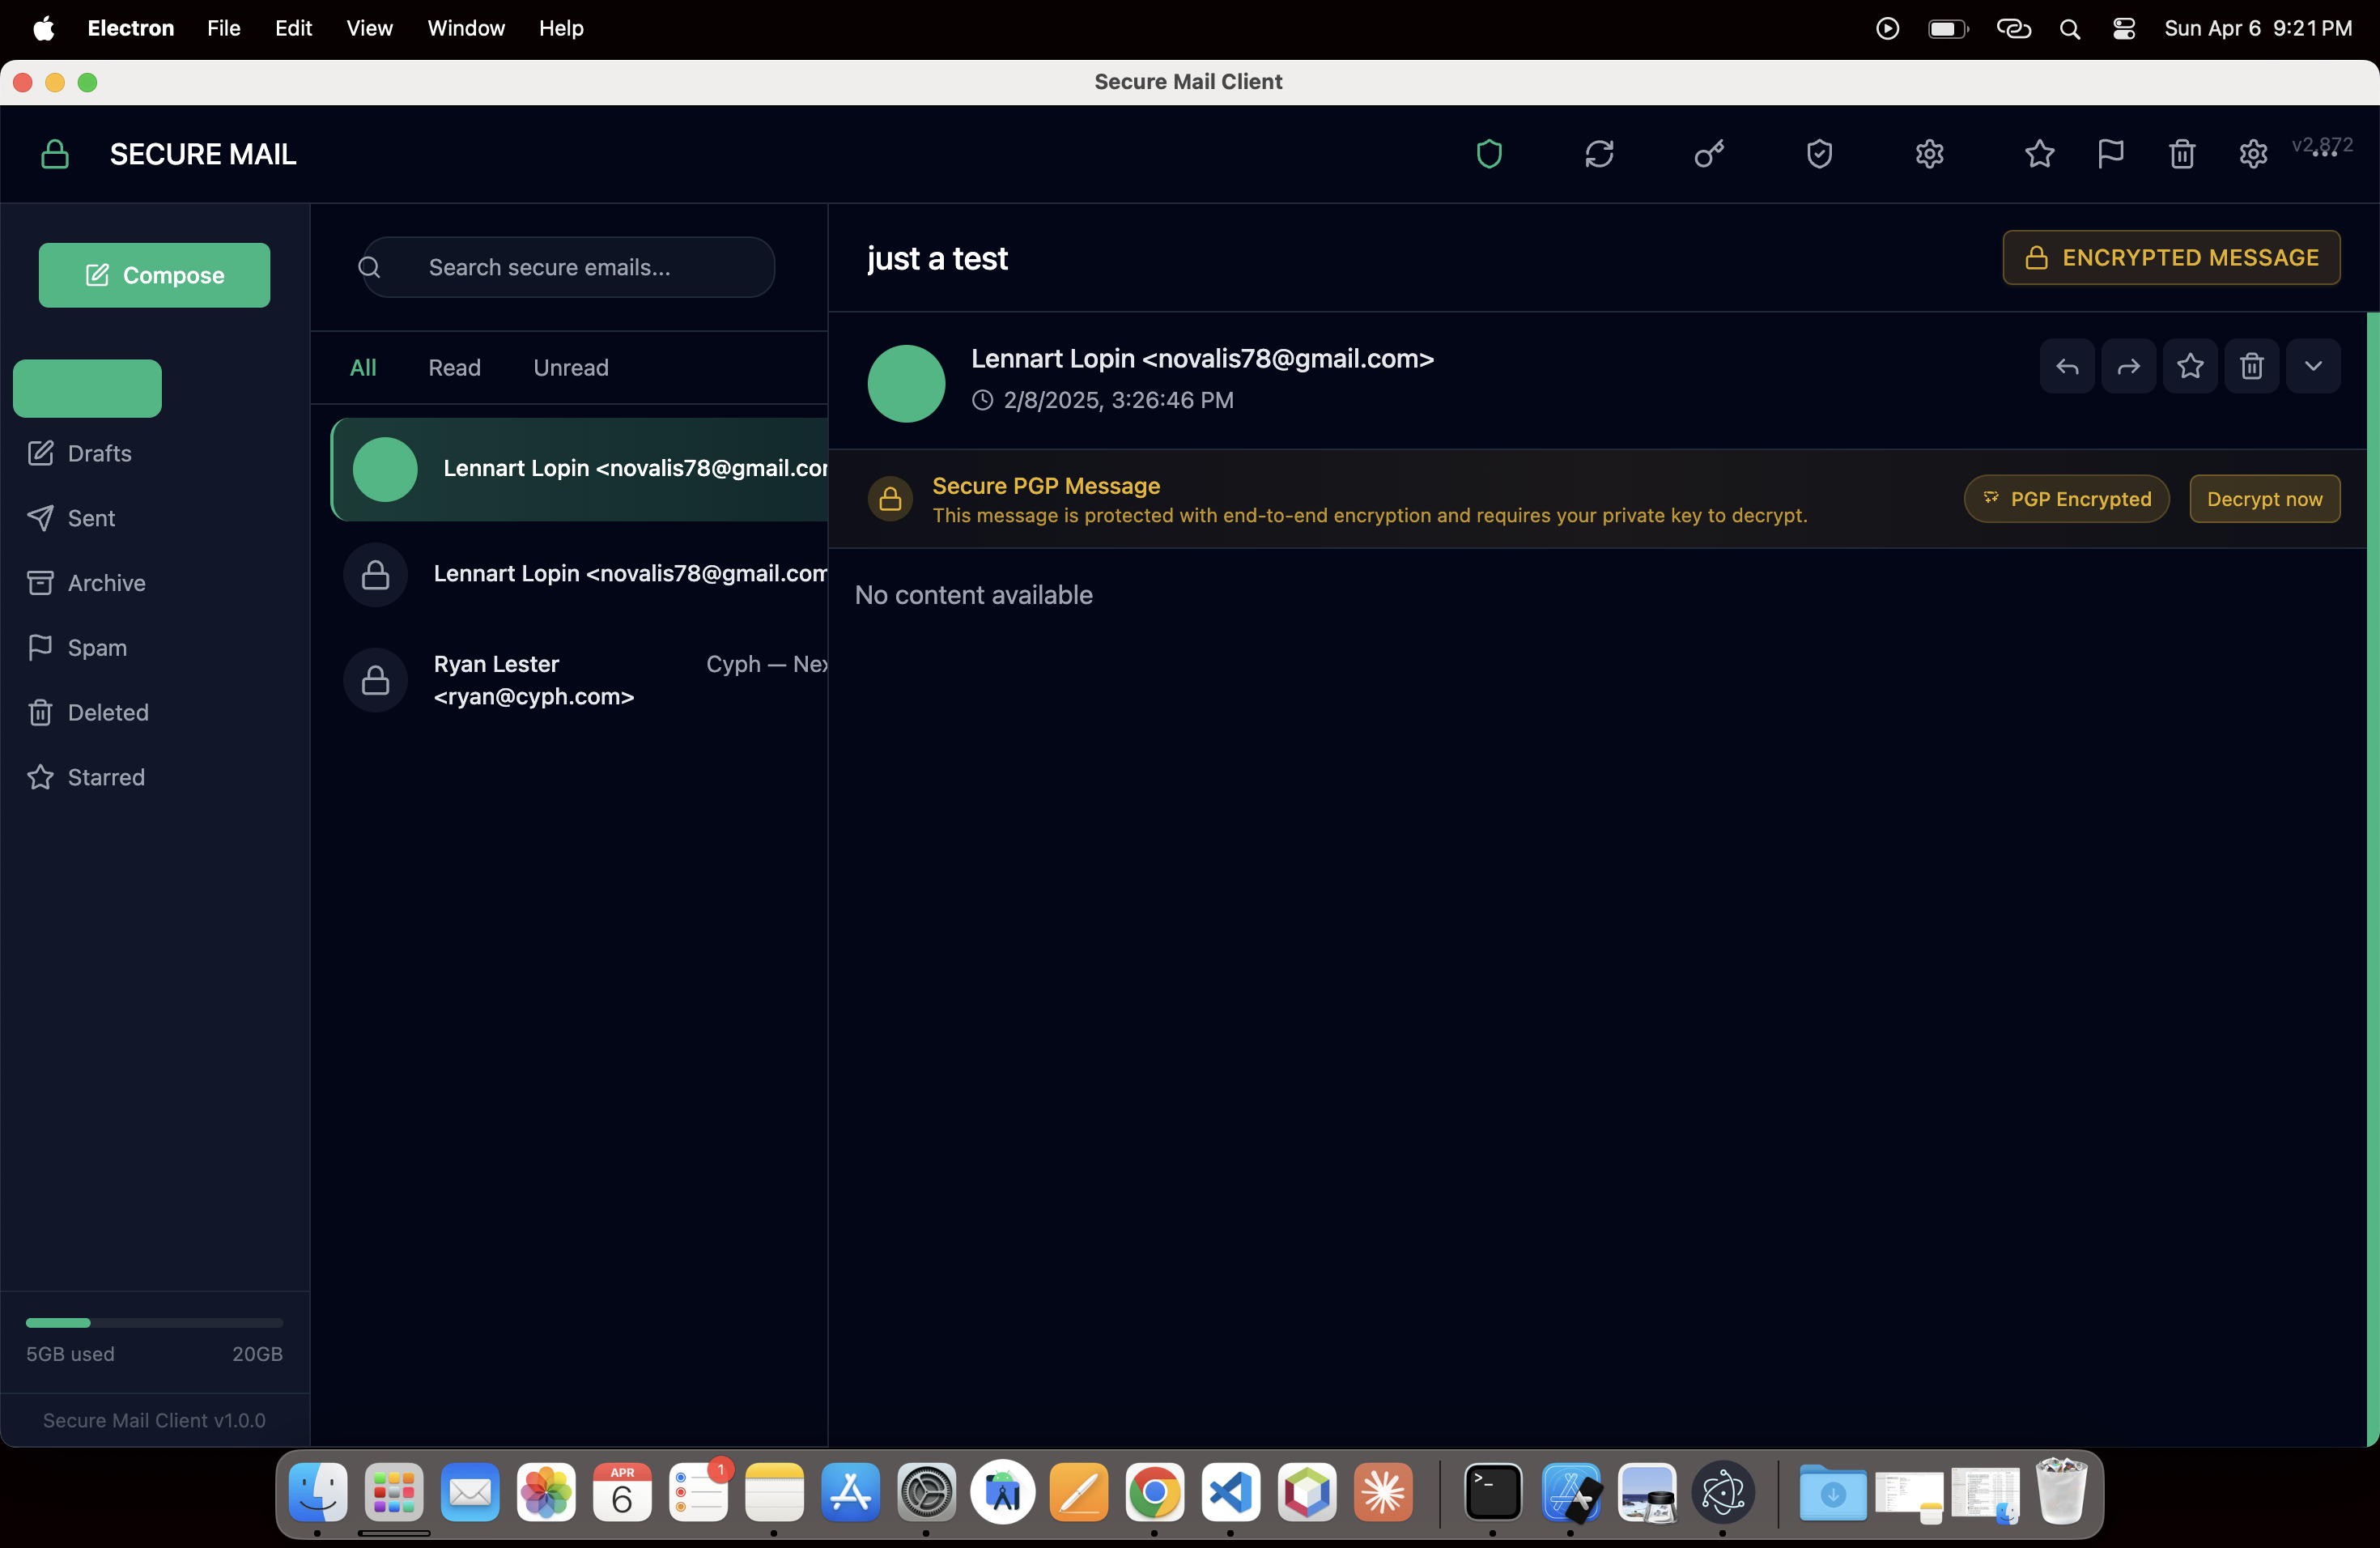 Electron File Edit View Window Help Sun Apr 6 9:21 PM
Secure Mail Client
SECURE MAIL
v2.872
Compose
Drafts
Sent
Archive
Spam
Deleted
Starred
5GB used 20GB
Secure Mail Client v1.0.0
Search secure emails...
All Read Unread
Lennart Lopin <novalis78@gmail.cor
Lennart Lopin <novalis78@gmail.com
Ryan Lester Cyph — Nex
<ryan@cyph.com>
just a test
ENCRYPTED MESSAGE
Lennart Lopin <novalis78@gmail.com>
2/8/2025, 3:26:46 PM
Secure PGP Message
This message is protected with end-to-end encryption and requires your private key to decrypt.
PGP Encrypted Decrypt now
No content available
APR
6
1